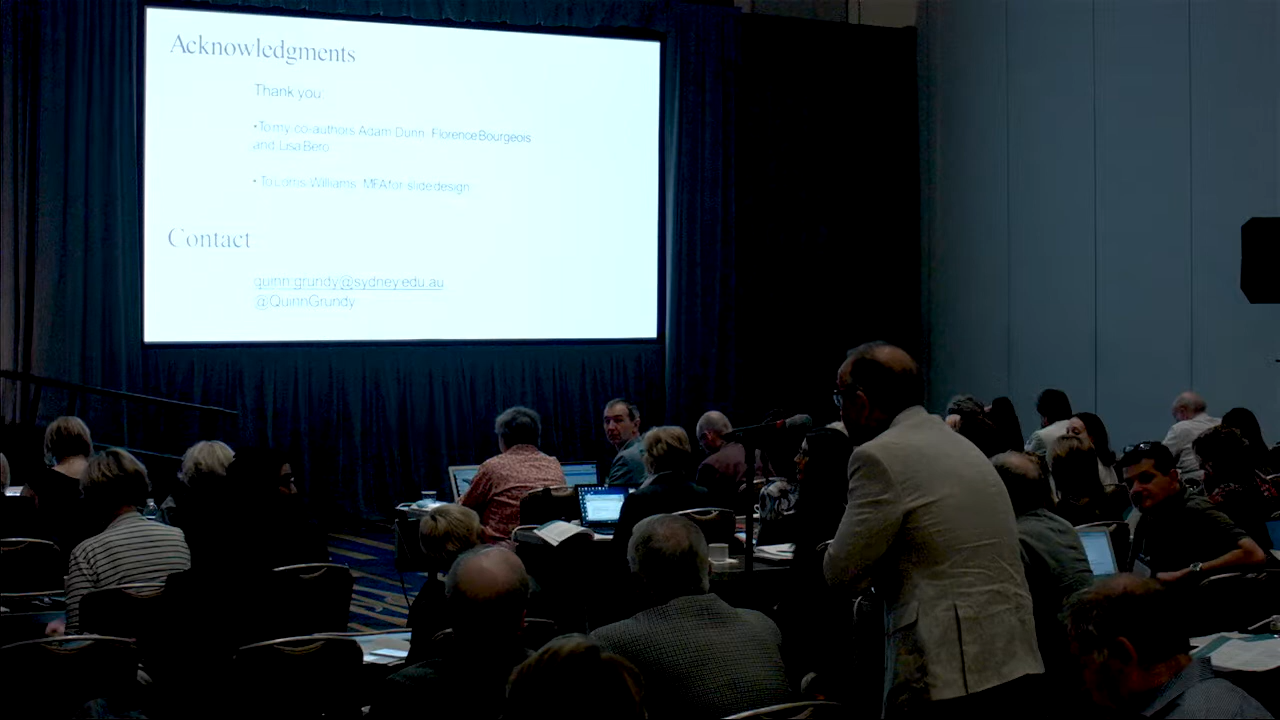 Acknowledgments
Thank you:
•To my co-authors Adam Dunn, Florence Bourgeois
and Lisa Bero
• To Lorris Williams, MFA for slide design
Contact
quinn.grundy@sydney.edu.au
@QuinnGrundy